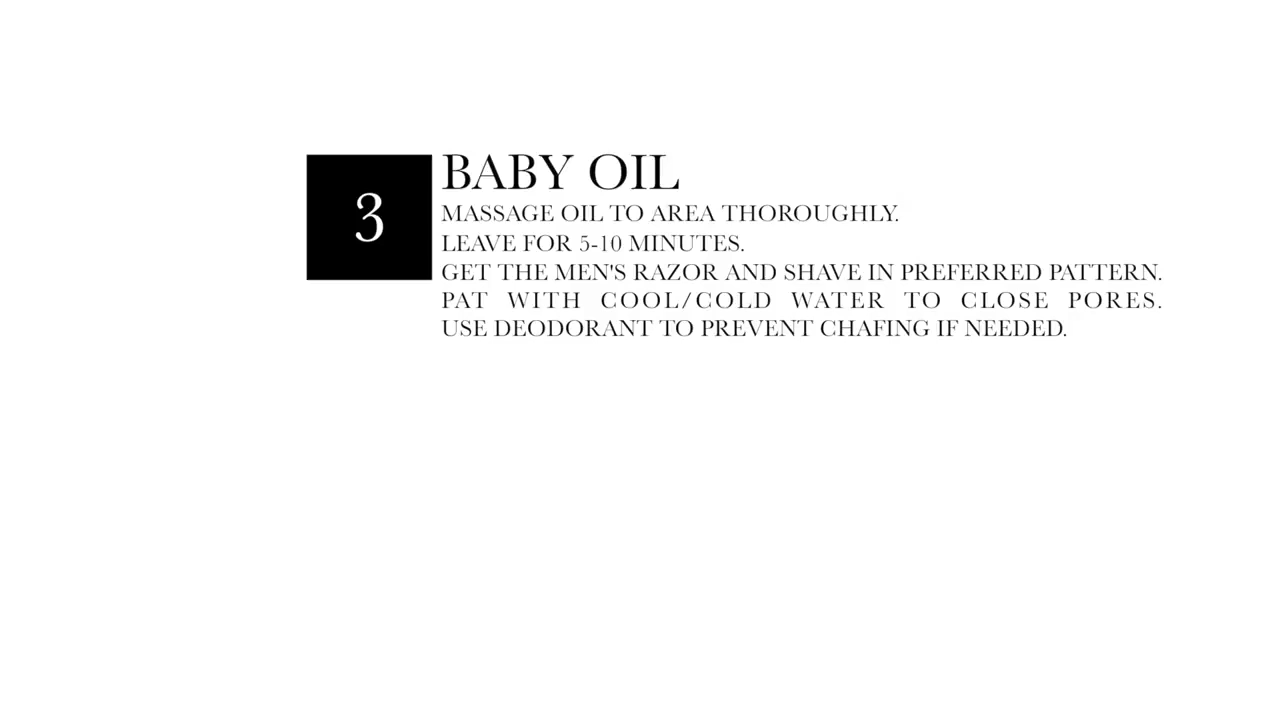 3
BABY OIL
MASSAGE OIL TO AREA THOROUGHLY.
LEAVE FOR 5-10 MINUTES.
GET THE MEN'S RAZOR AND SHAVE IN PREFERRED PATTERN.
PAT WITH COOL/COLD WATER TO CLOSE PORES.
USE DEODORANT TO PREVENT CHAFING IF NEEDED.